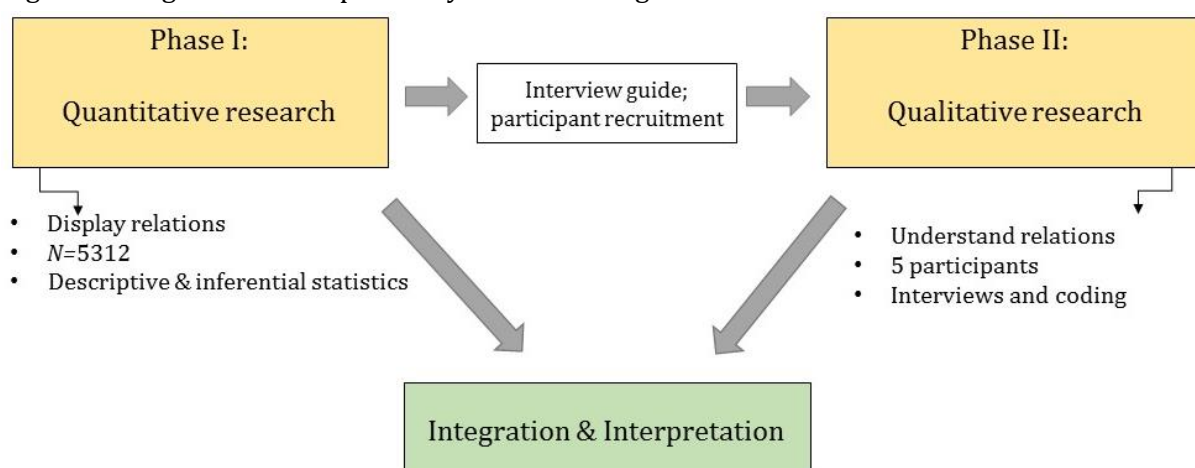 Phase I:
Quantitative research
Interview guide;
participant recruitment
Phase II:
Qualitative research
• Display relations
• N=5312
• Descriptive & inferential statistics
• Understand relations
• 5 participants
• Interviews and coding
Integration & Interpretation